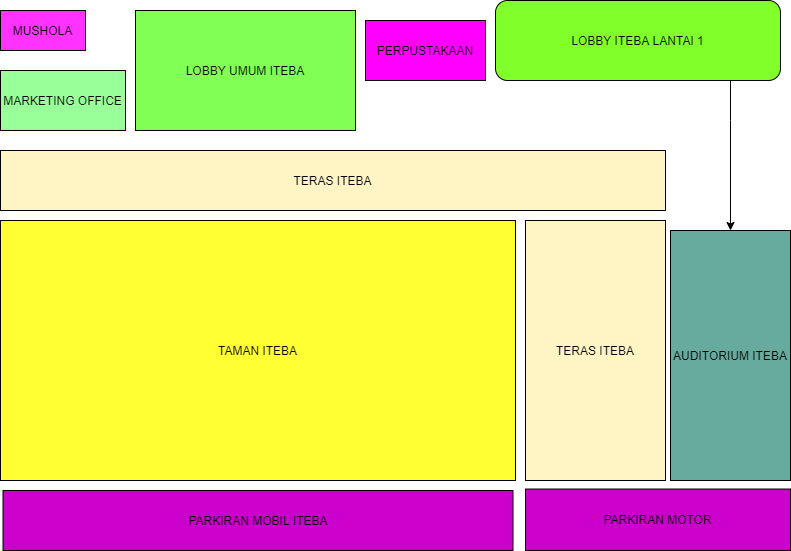 MUSHOLA
LOBBY UMUM ITEBA
PERPUSTAKAAN
LOBBY ITEBA LANTAI 1
MARKETING OFFICE
TERAS ITEBA
TAMAN ITEBA
TERAS ITEBA
AUDITORIUM ITEBA
PARKIRAN MOBIL ITEBA
PARKIRAN MOTOR